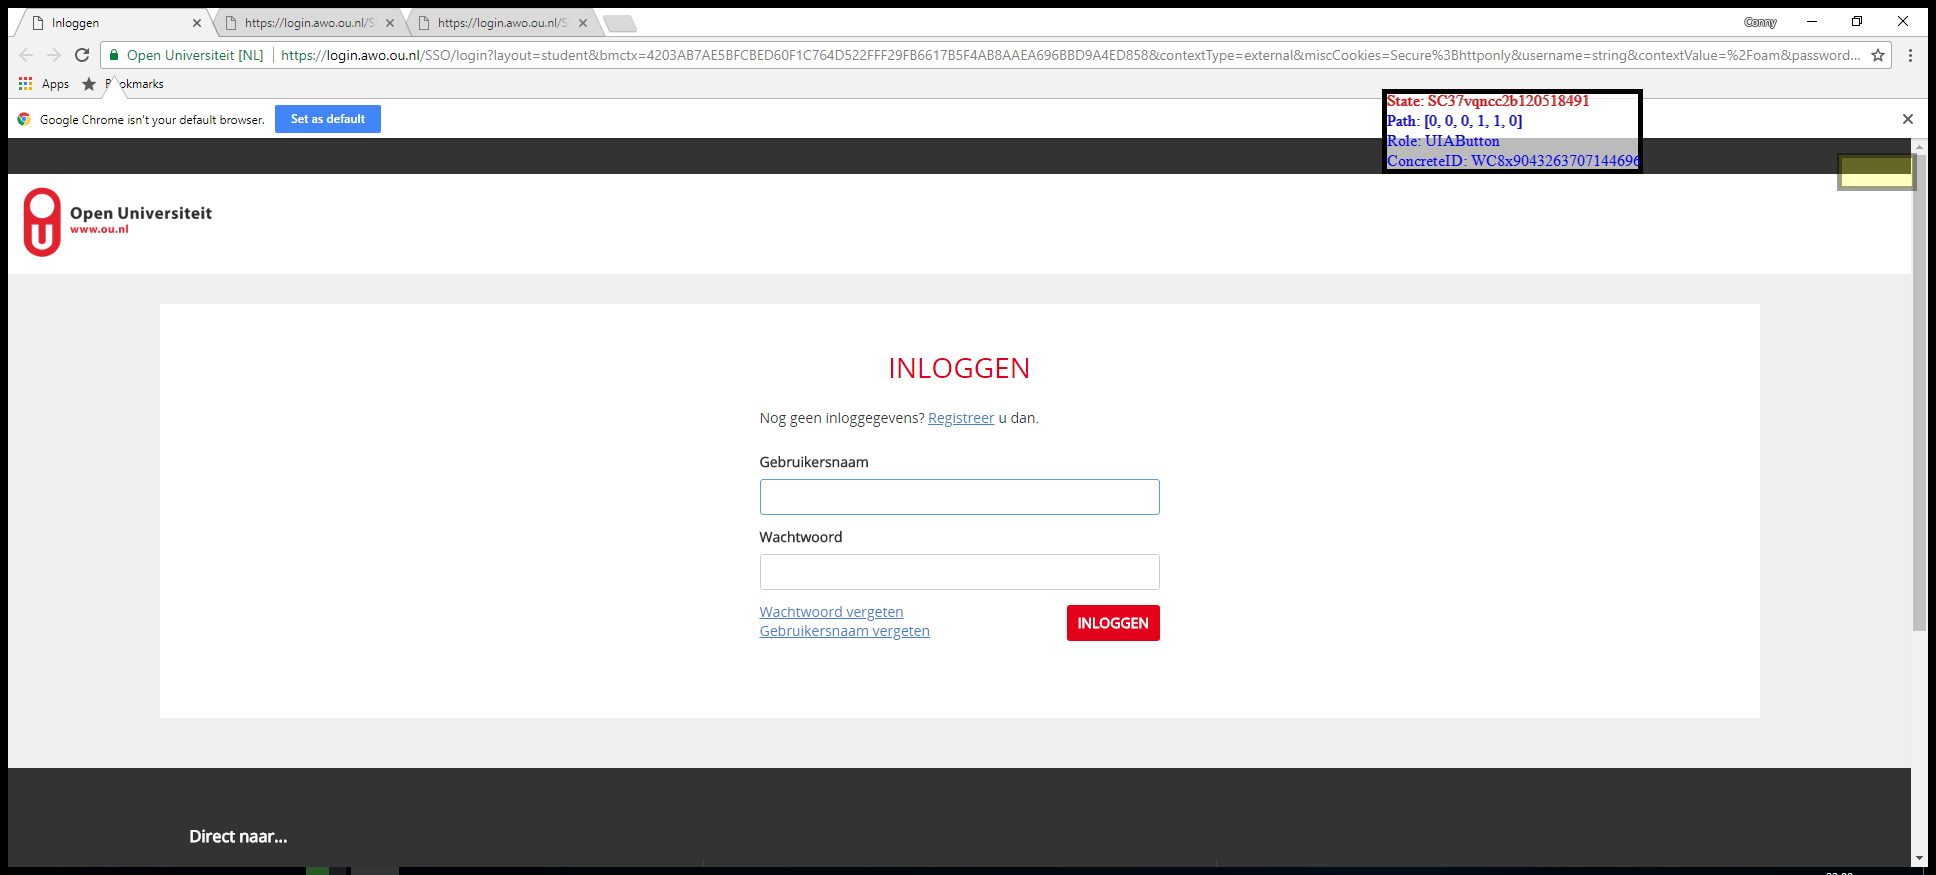 Inloggen
https://login.awo.ou.nl/S
https://login.awo.ou.nl/S
Conny
Open Universiteit [NL]
https://login.awo.ou.nl/SSO/login?layout=student&bmctx=4203AB7AE5BFCBED60F1C764D522FFF29FB6617B5F4AB8AAEA696BBD9A4ED858&contextType=external&miscCookies=Secure%3Bhttponly&username=string&contextValue=%2Foam&password...
Apps
Bookmarks
Google Chrome isn't your default browser.
Set as default
State: SC37vqncc2b120518491
Path: [0, 0, 0, 1, 1, 0]
Role: UIAButton
ConcreteID: WC8x9043263707144696
Open Universiteit
www.ou.nl
INLOGGEN
Nog geen inloggegevens? Registreer u dan.
Gebruikersnaam
Wachtwoord
Wachtwoord vergeten
Gebruikersnaam vergeten
INLOGGEN
Direct naar...